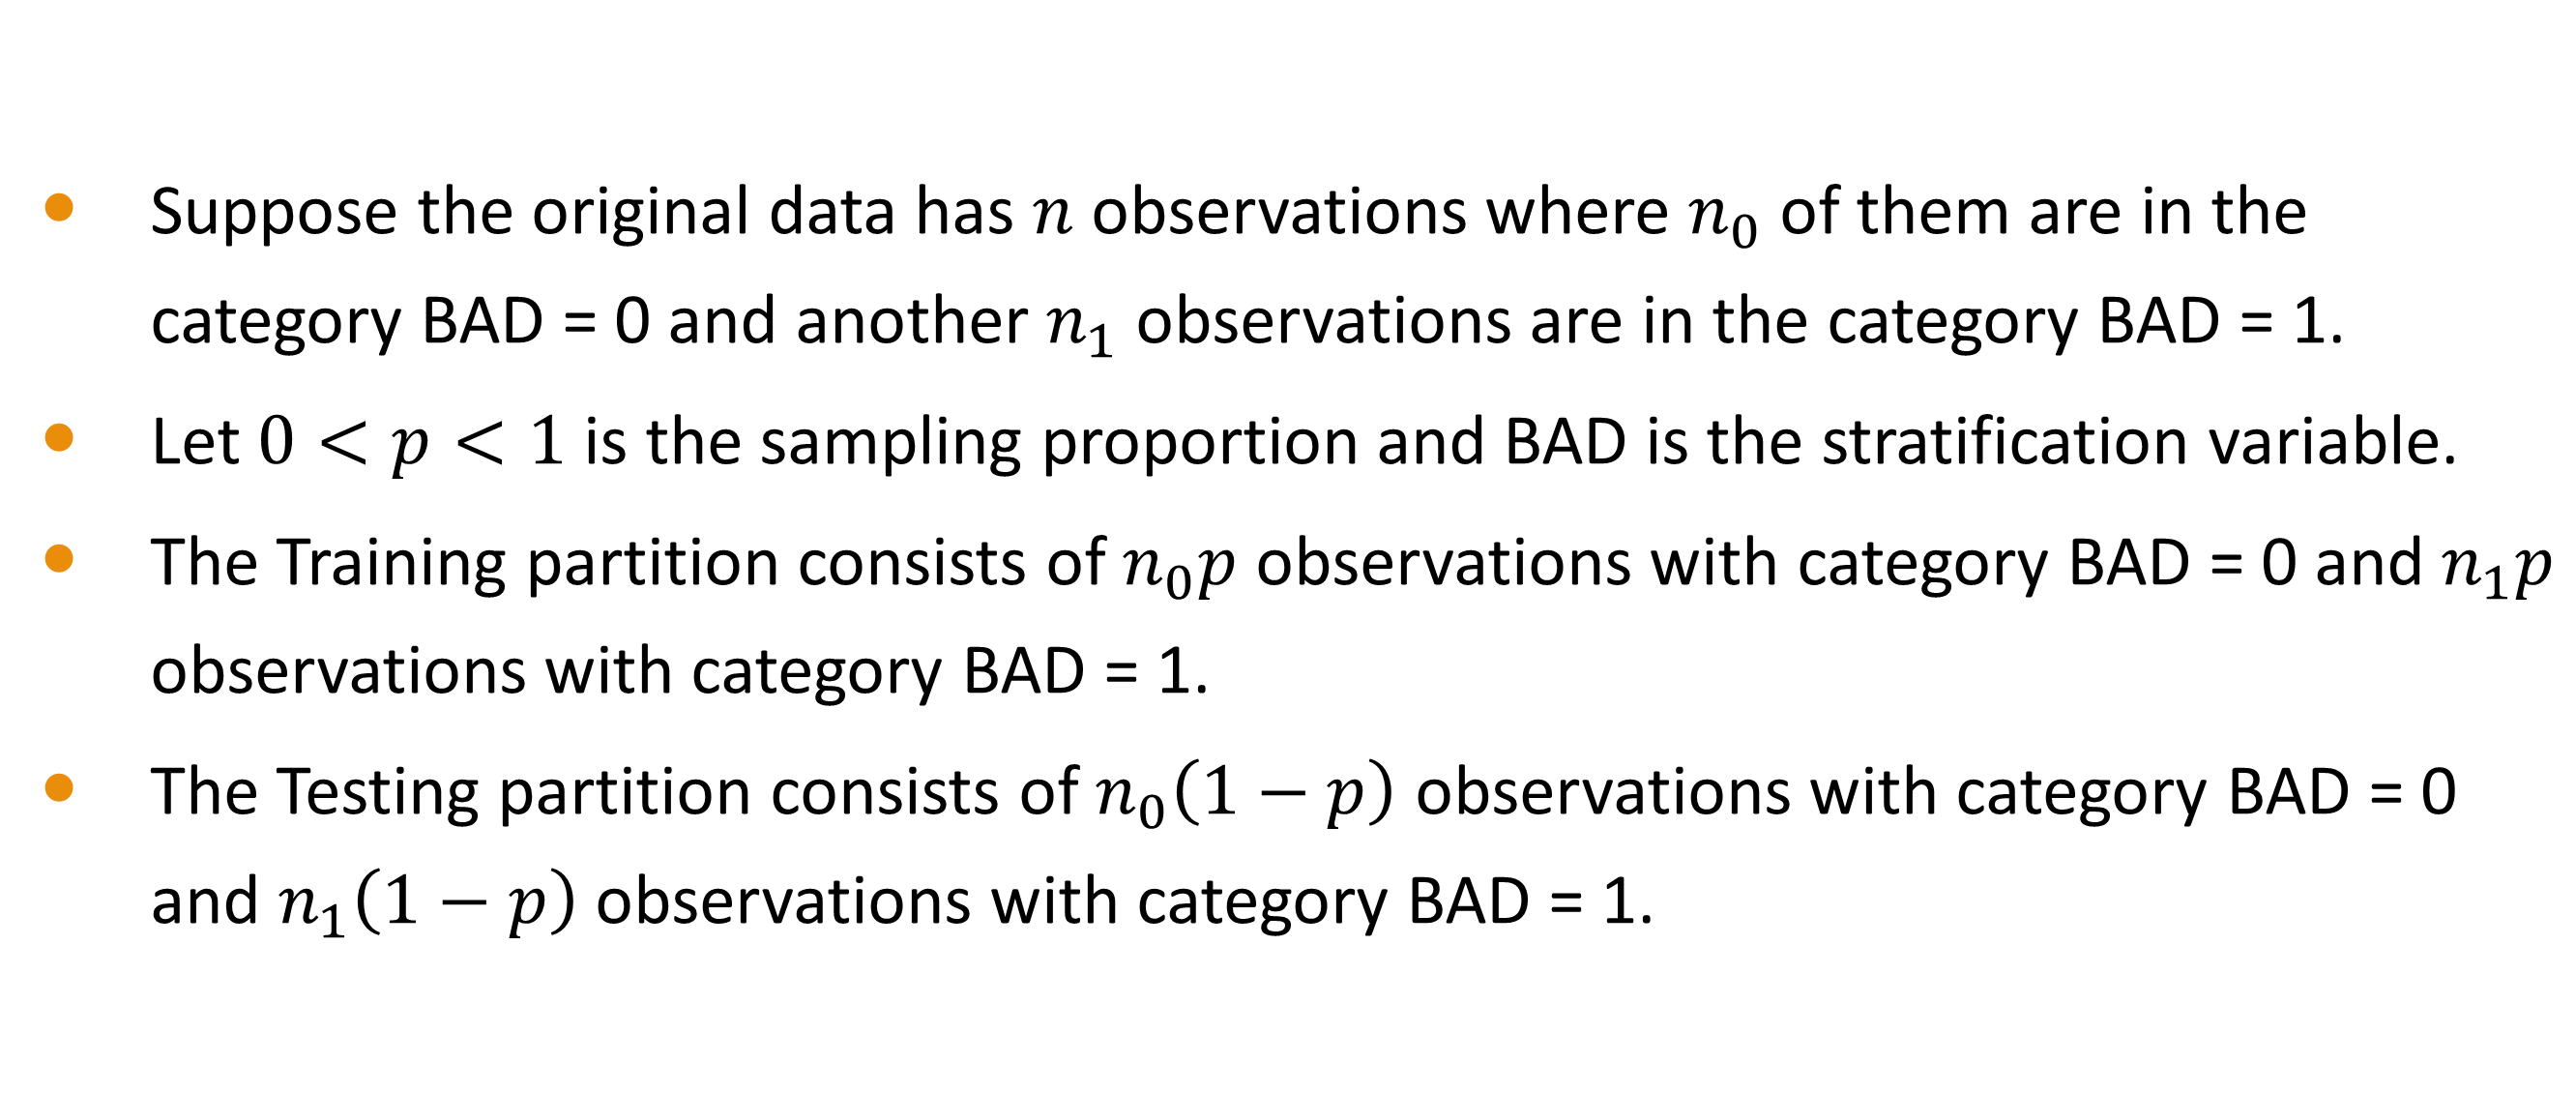 • Suppose the original data has 𝑛 observations where 𝑛₀ of them are in the
category BAD = 0 and another 𝑛₁ observations are in the category BAD = 1.
• Let 0 < 𝑝 < 1 is the sampling proportion and BAD is the stratification variable.
• The Training partition consists of 𝑛₀𝑝 observations with category BAD = 0 and 𝑛₁𝑝
observations with category BAD = 1.
• The Testing partition consists of 𝑛₀(1 − 𝑝) observations with category BAD = 0
and 𝑛₁(1 − 𝑝) observations with category BAD = 1.